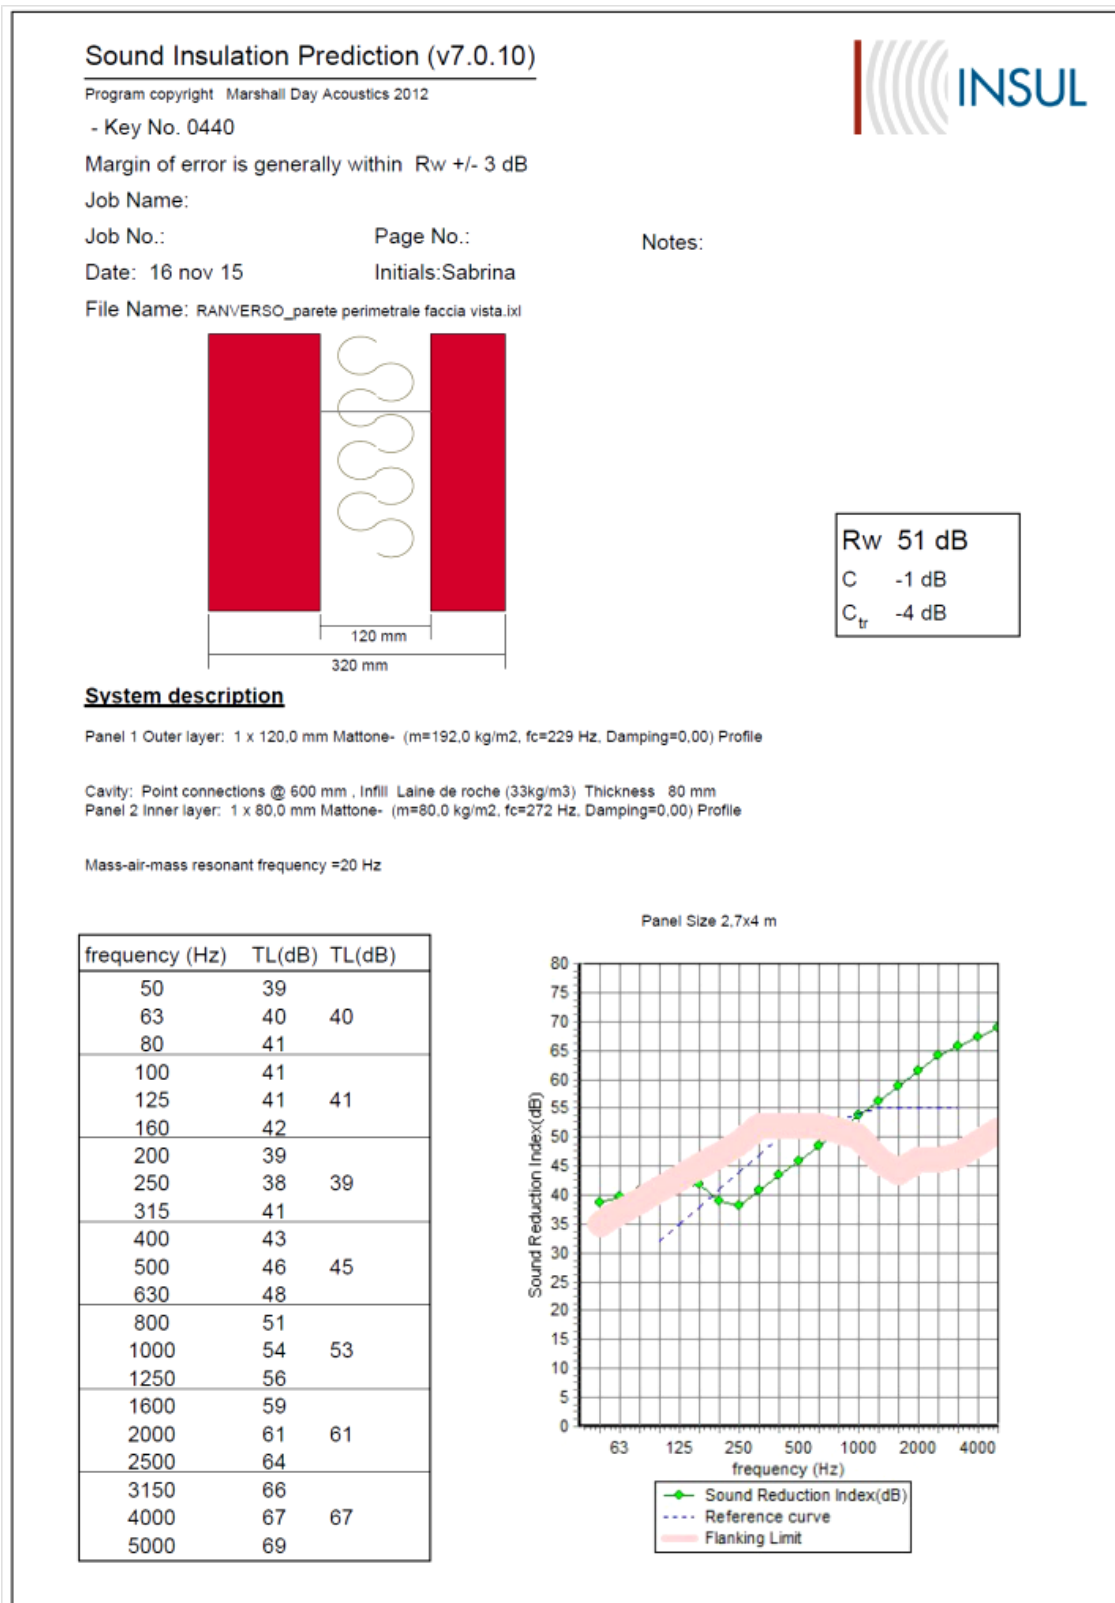 Sound Insulation Prediction (v7.0.10)
INSUL
Program copyright Marshall Day Acoustics 2012
- Key No. 0440
Margin of error is generally within Rw +/- 3 dB
Job Name:
Job No.: Page No.: Notes:
Date: 16 nov 15 Initials:Sabrina
File Name: RANVERSO_parete perimetrale faccia vista.ixl
120 mm
320 mm
Rw 51 dB
C -1 dB
Ctr -4 dB
System description
Panel 1 Outer layer: 1 x 120,0 mm Mattone- (m=192,0 kg/m2, fc=229 Hz, Damping=0,00) Profile
Cavity: Point connections @ 600 mm , Infill Laine de roche (33kg/m3) Thickness 80 mm
Panel 2 Inner layer: 1 x 80,0 mm Mattone- (m=80,0 kg/m2, fc=272 Hz, Damping=0,00) Profile
Mass-air-mass resonant frequency =20 Hz
frequency (Hz) TL(dB) TL(dB)
50 39
63 40 40
80 41
100 41
125 41 41
160 42
200 39
250 38 39
315 41
400 43
500 46 45
630 48
800 51
1000 54 53
1250 56
1600 59
2000 61 61
2500 64
3150 66
4000 67 67
5000 69
Panel Size 2,7x4 m
Sound Reduction Index(dB)
80
75
70
65
60
55
50
45
40
35
30
25
20
15
10
5
0
63 125 250 500 1000 2000 4000
frequency (Hz)
Sound Reduction Index(dB)
Reference curve
Flanking Limit